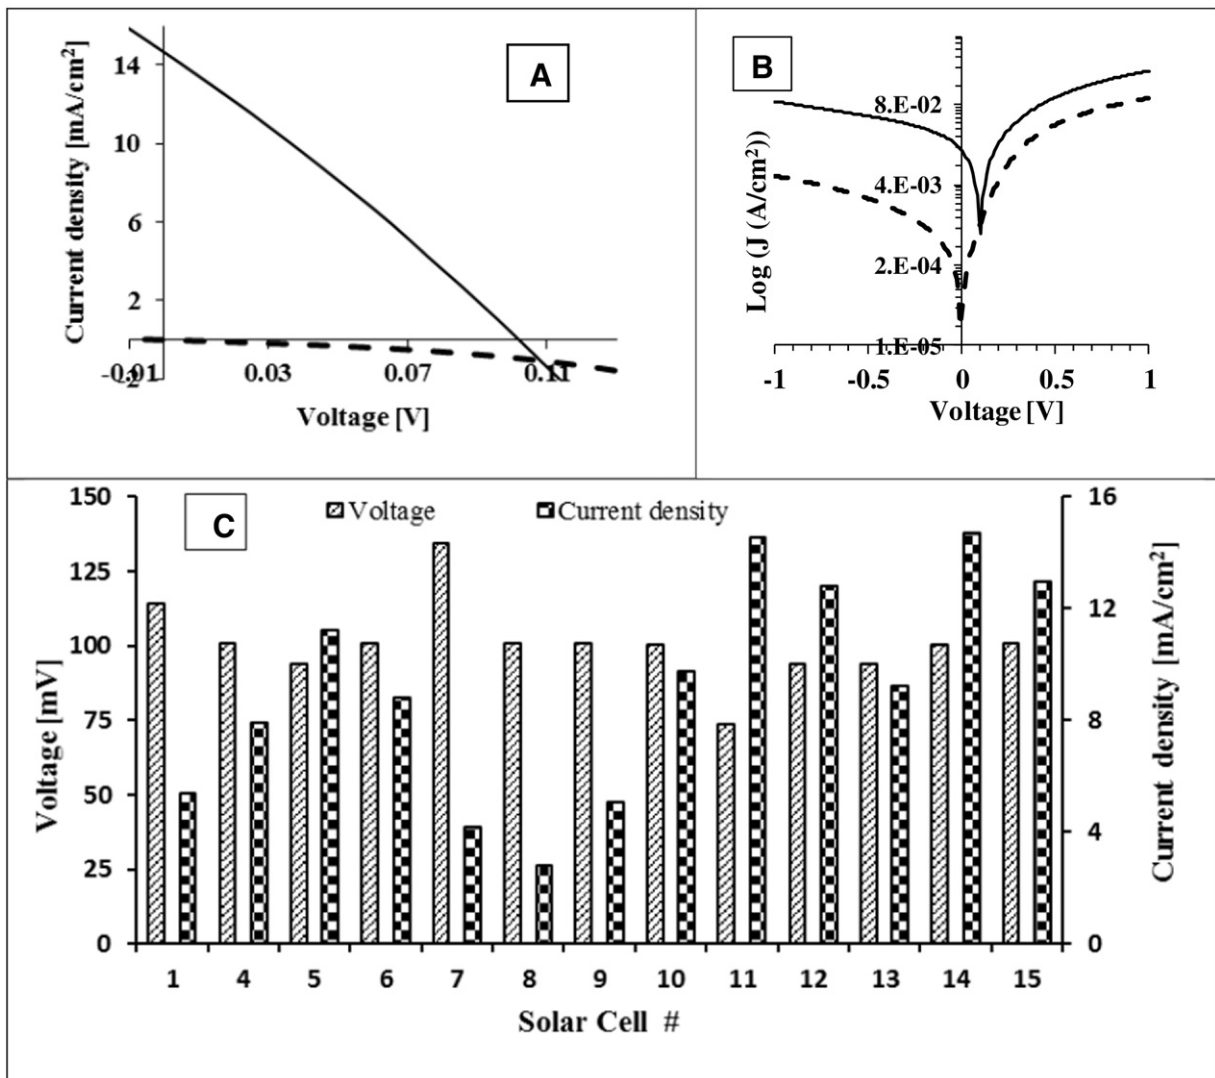 A
Current density [mA/cm²]
14
10
6
2
-2
-0.01 0.03 0.07 0.11
Voltage [V]
B
Log (J (A/cm²))
8.E-02
4.E-03
2.E-04
1.E-05
-1 -0.5 0 0.5 1
Voltage [V]
C
Voltage Current density
Voltage [mV]
150
125
100
75
50
25
0
16
12
8
4
0
Current density [mA/cm²]
1 4 5 6 7 8 9 10 11 12 13 14 15
Solar Cell #